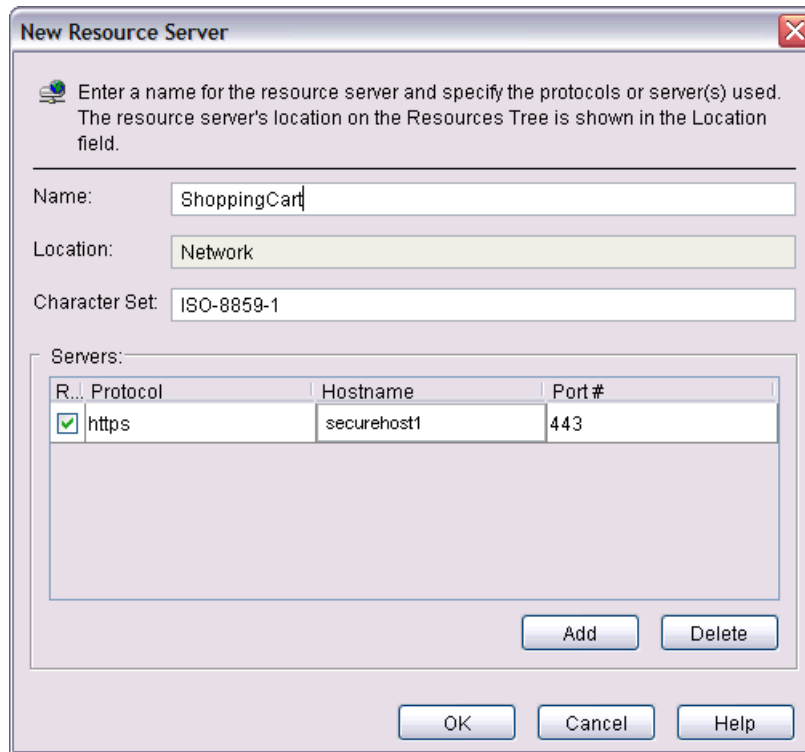 New Resource Server
Enter a name for the resource server and specify the protocols or server(s) used.
The resource server's location on the Resources Tree is shown in the Location
field.
Name: ShoppingCart
Location: Network
Character Set: ISO-8859-1
Servers:
R... Protocol Hostname Port #
https securehost1 443
Add Delete
OK Cancel Help